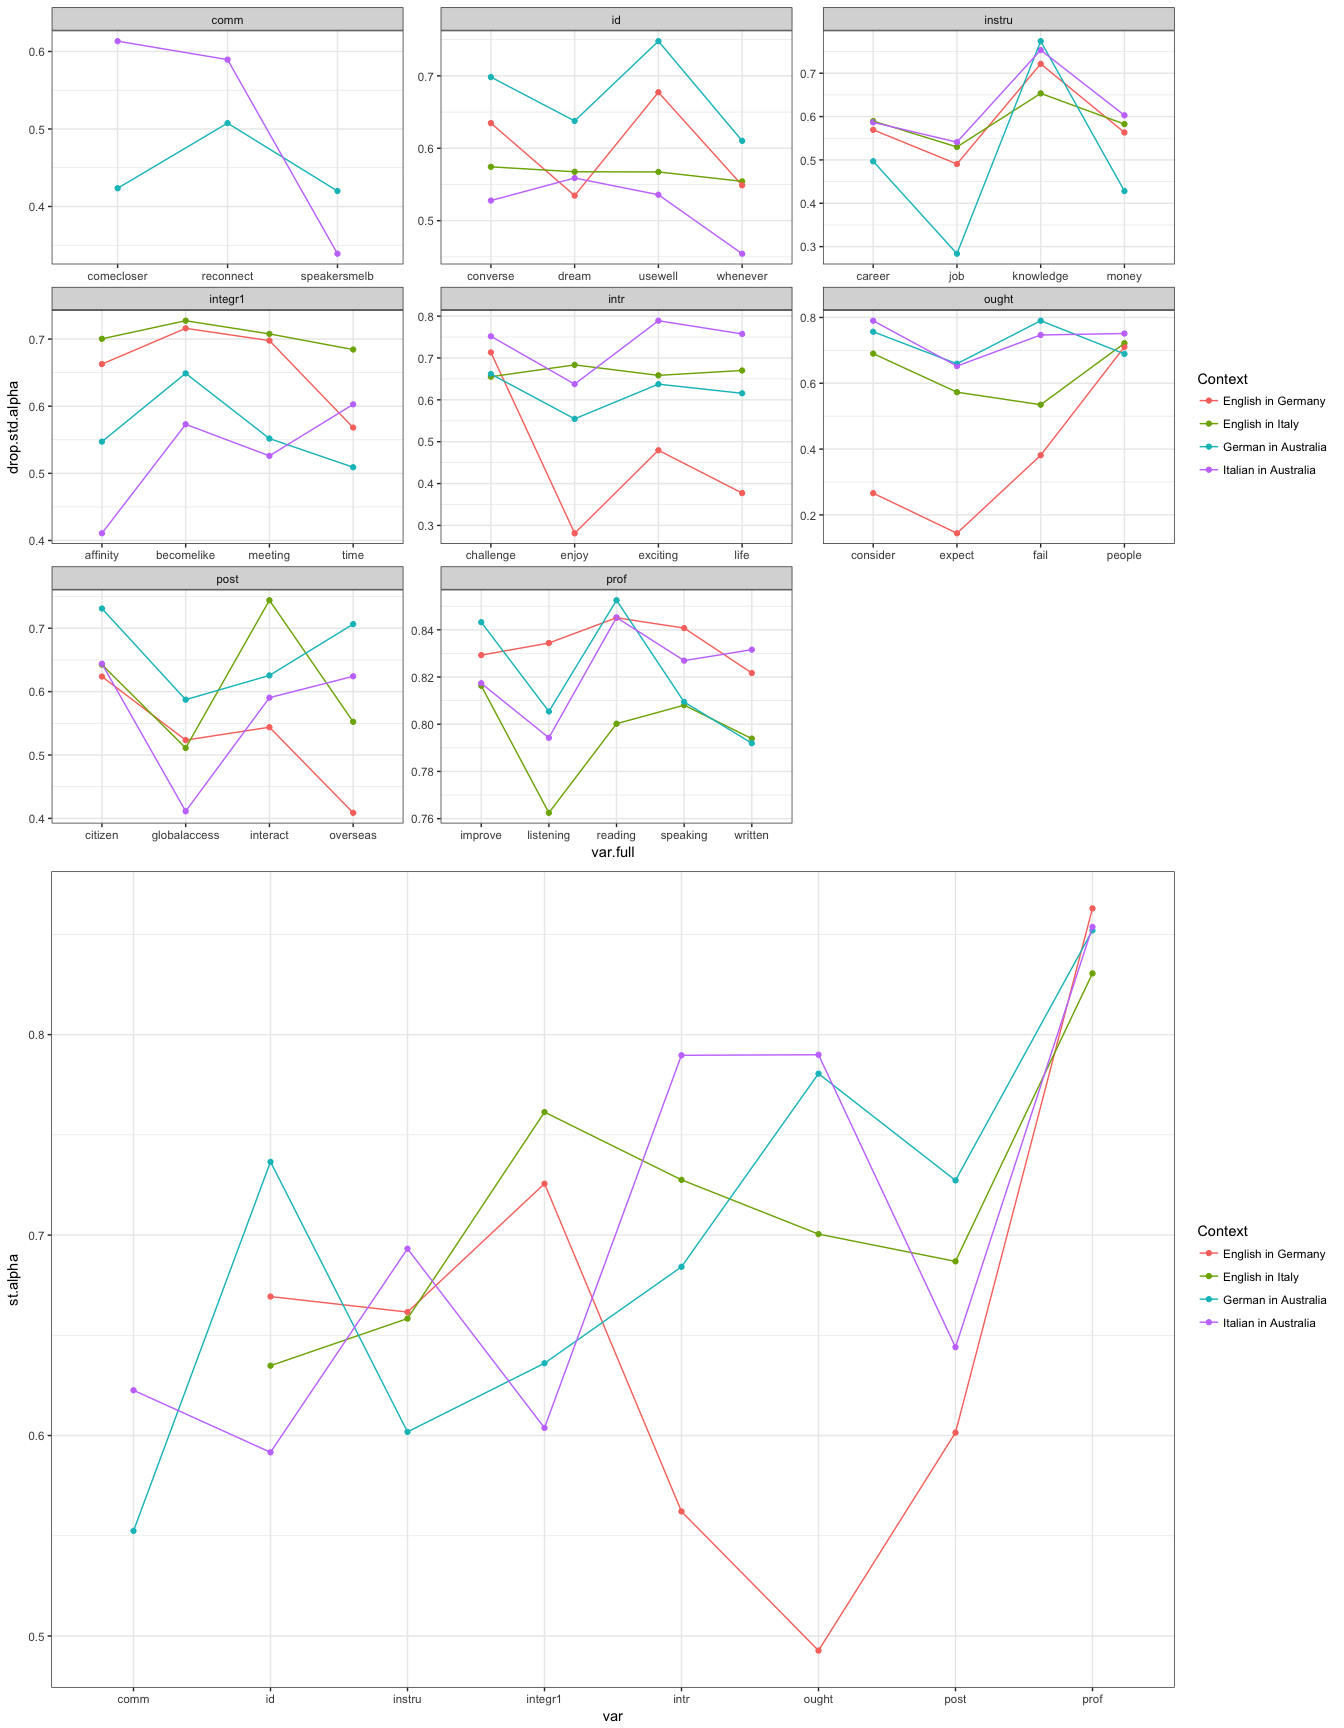 comm
id
instru
0.6
0.5
0.4
0.7
0.6
0.5
0.7
0.6
0.5
0.4
0.3
comecloser reconnect speakersmelb
converse dream usewell whenever
career job knowledge money
integr1
intr
ought
0.7
0.6
0.5
0.4
0.8
0.7
0.6
0.5
0.4
0.3
0.8
0.6
0.4
0.2
affinity becomelike meeting time
challenge enjoy exciting life
consider expect fail people
post
prof
0.7
0.6
0.5
0.4
0.84
0.82
0.80
0.78
0.76
citizen globalaccess interact overseas
improve listening reading speaking written
var.full
drop.std.alpha
Context
English in Germany
English in Italy
German in Australia
Italian in Australia
0.8
0.7
0.6
0.5
comm id instru integr1 intr ought post prof
var
st.alpha
Context
English in Germany
English in Italy
German in Australia
Italian in Australia